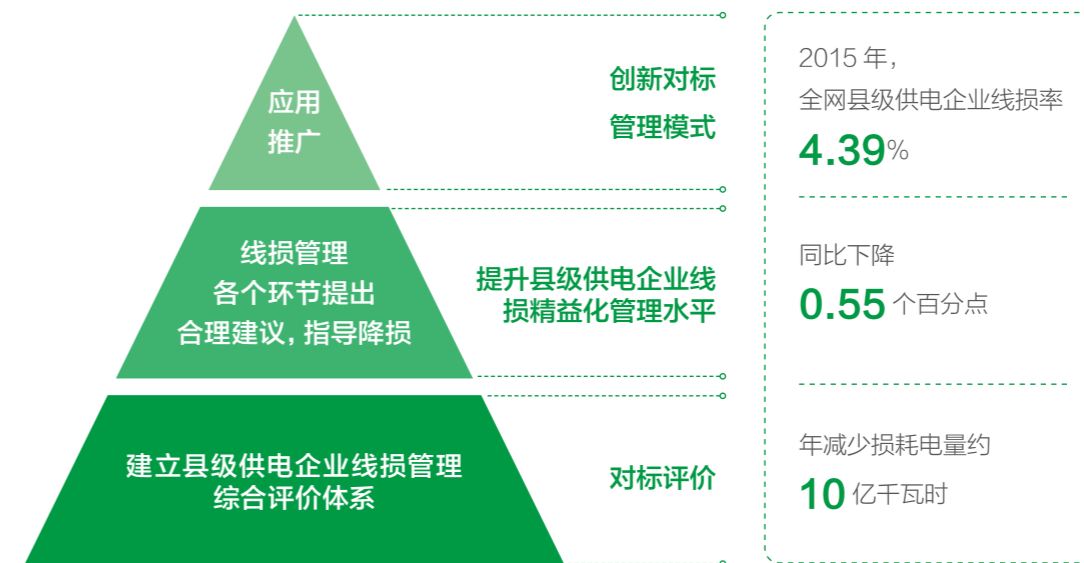 应用
推广
创新对标
管理模式
线损管理
各个环节提出
合理建议，指导降损
提升县级供电企业线
损精益化管理水平
建立县级供电企业线损管理
综合评价体系
对标评价
2015 年，
全网县级供电企业线损率
4.39%
同比下降
0.55 个百分点
年减少损耗电量约
10 亿千瓦时